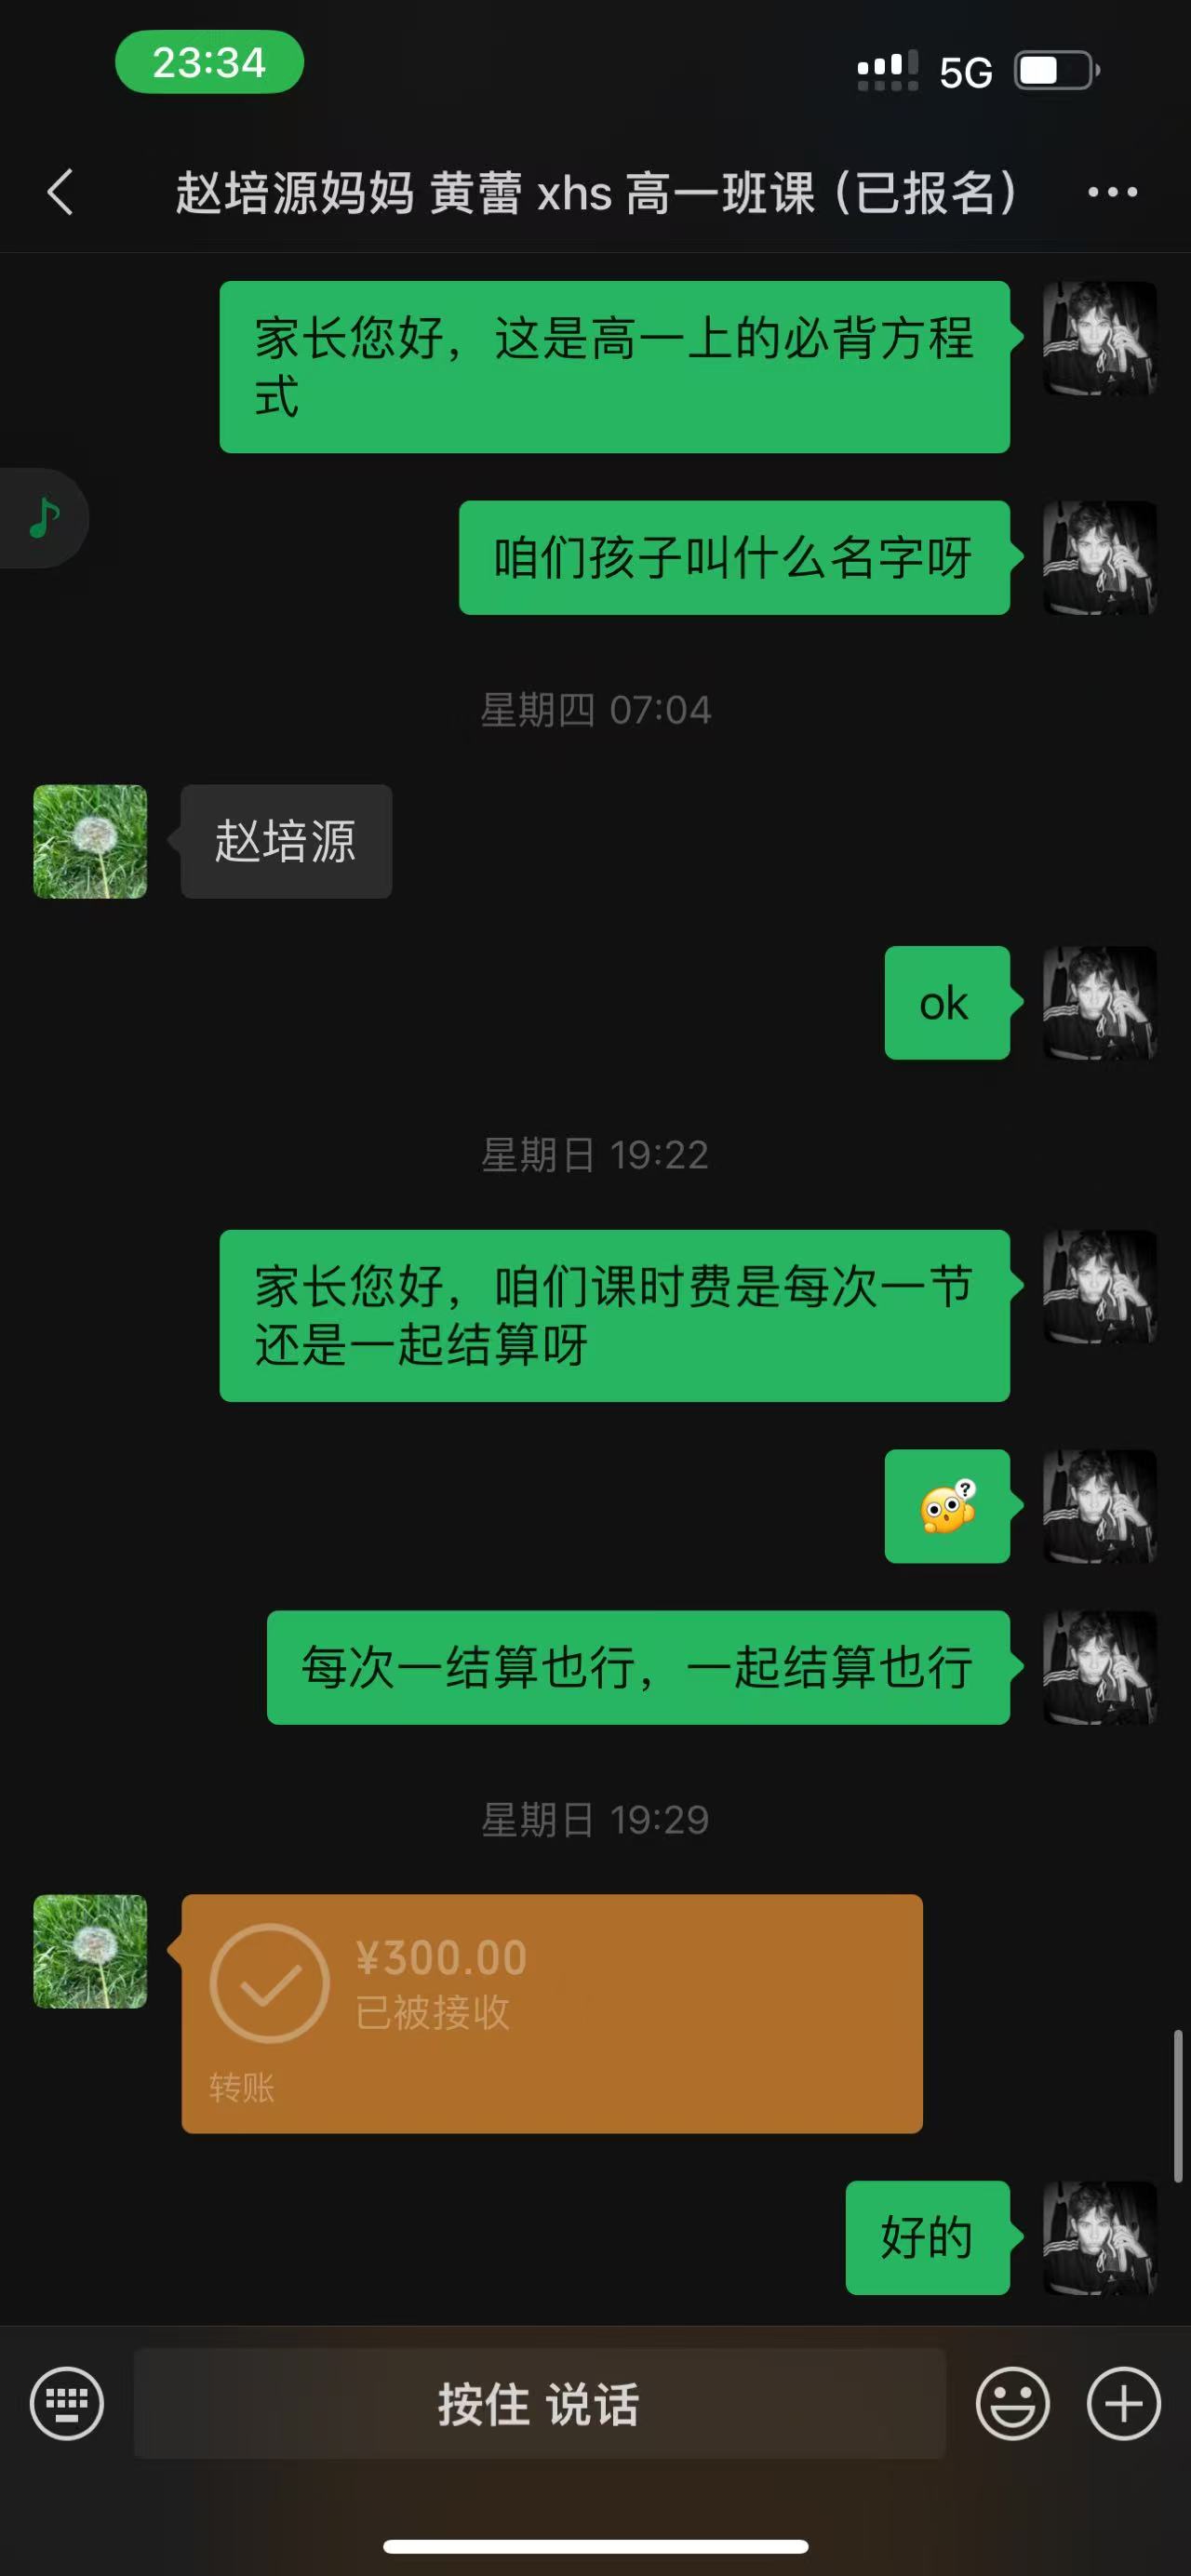 23:34
5G
赵培源妈妈 黄蕾 xhs 高一班课（已报名）
家长您好，这是高一上的必背方程
式
咱们孩子叫什么名字呀
星期四 07:04
赵培源
ok
星期日 19:22
家长您好，咱们课时费是每次一节
还是一起结算呀
每次一结算也行，一起结算也行
星期日 19:29
¥300.00
已被接收
转账
好的
按住 说话